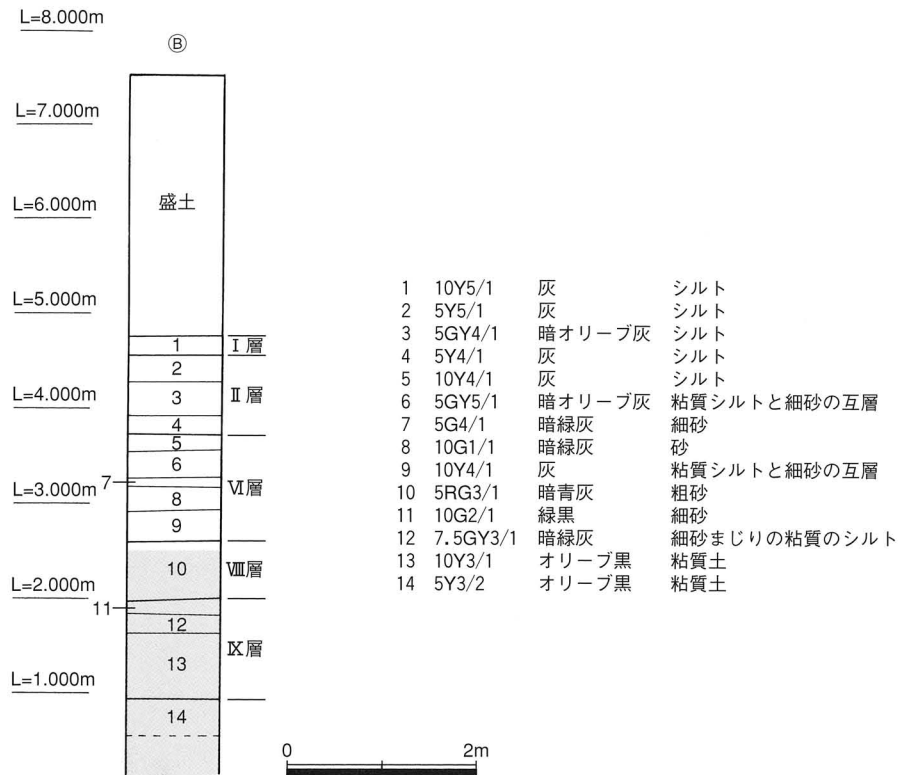 L=8.000m
Ⓑ
L=7.000m
盛土
L=6.000m
L=5.000m
1 Ⅰ層
2
3 Ⅱ層
L=4.000m
4
5
6
7
Ⅵ層
L=3.000m
8
9
10 Ⅷ層
L=2.000m
11
12
Ⅸ層
13
L=1.000m
14
0 2m
1 10Y5/1 灰 シルト
2 5Y5/1 灰 シルト
3 5GY4/1 暗オリーブ灰 シルト
4 5Y4/1 灰 シルト
5 10Y4/1 灰 シルト
6 5GY5/1 暗オリーブ灰 粘質シルトと細砂の互層
7 5G4/1 暗緑灰 細砂
8 10G1/1 暗緑灰 砂
9 10Y4/1 灰 粘質シルトと細砂の互層
10 5RG3/1 暗青灰 粗砂
11 10G2/1 緑黒 細砂
12 7.5GY3/1 暗緑灰 細砂まじりの粘質のシルト
13 10Y3/1 オリーブ黒 粘質土
14 5Y3/2 オリーブ黒 粘質土